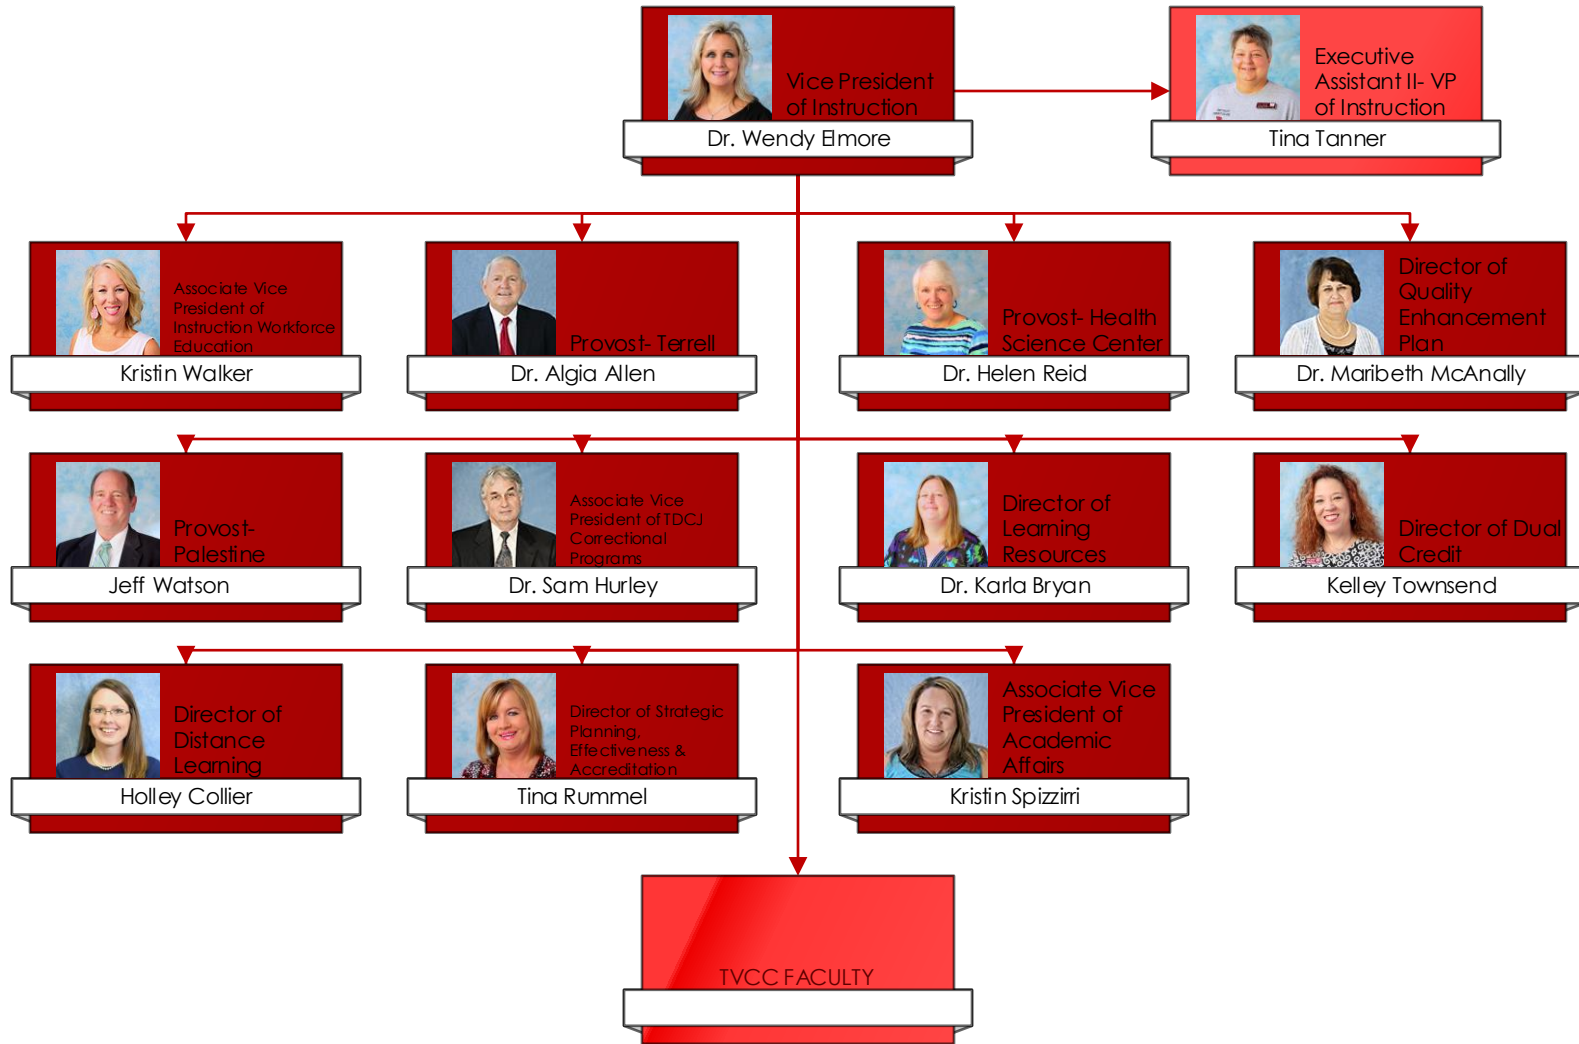 Vice President
of Instruction
Dr. Wendy Elmore
Executive
Assistant II- VP
of Instruction
Tina Tanner
Associate Vice
President of
Instruction Workforce
Education
Kristin Walker
Provost- Terrell
Dr. Algia Allen
Provost- Health
Science Center
Dr. Helen Reid
Director of
Quality
Enhancement
Plan
Dr. Maribeth McAnally
Provost-
Palestine
Jeff Watson
Associate Vice
President of TDCJ
Correctional
Programs
Dr. Sam Hurley
Director of
Learning
Resources
Dr. Karla Bryan
Director of Dual
Credit
Kelley Townsend
Director of
Distance
Learning
Holley Collier
Director of Strategic
Planning,
Effectiveness &
Accreditation
Tina Rummel
Associate Vice
President of
Academic
Affairs
Kristin Spizzirri
TVCC FACULTY